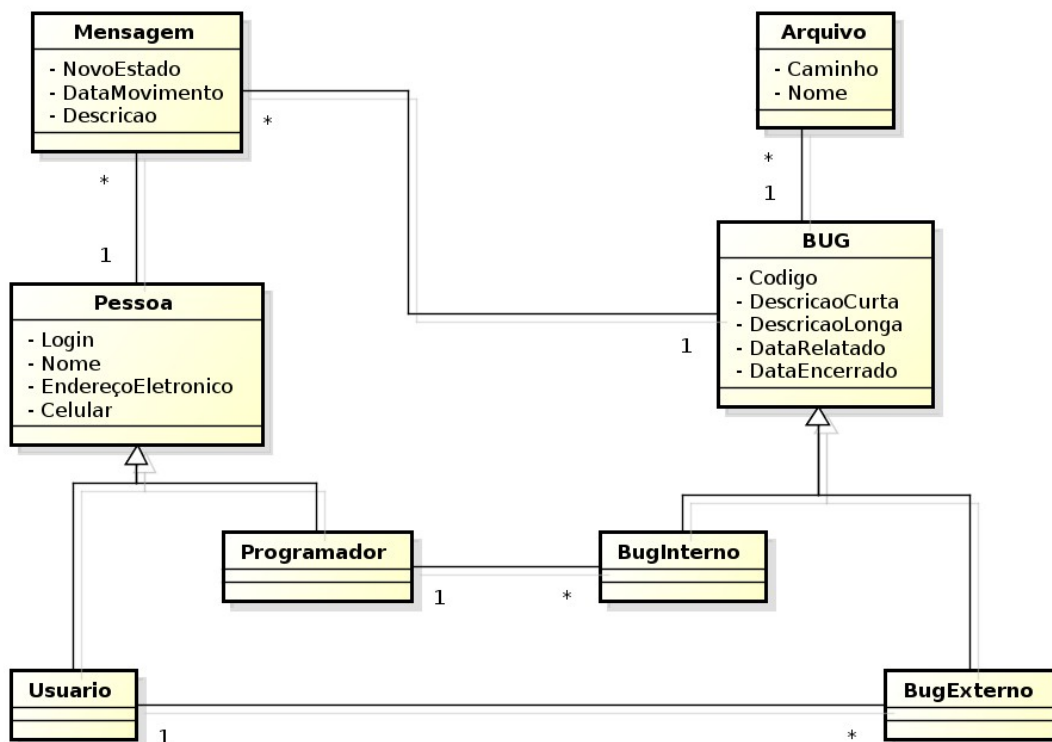 Mensagem
- NovoEstado
- DataMovimento
- Descricao
*
Arquivo
- Caminho
- Nome
*
1
*
1
BUG
- Codigo
- DescricaoCurta
- DescricaoLonga
- DataRelatado
- DataEncerrado
1
Pessoa
- Login
- Nome
- EndereçoEletronico
- Celular
Programador
1
*
BugInterno
Usuario
1
*
BugExterno